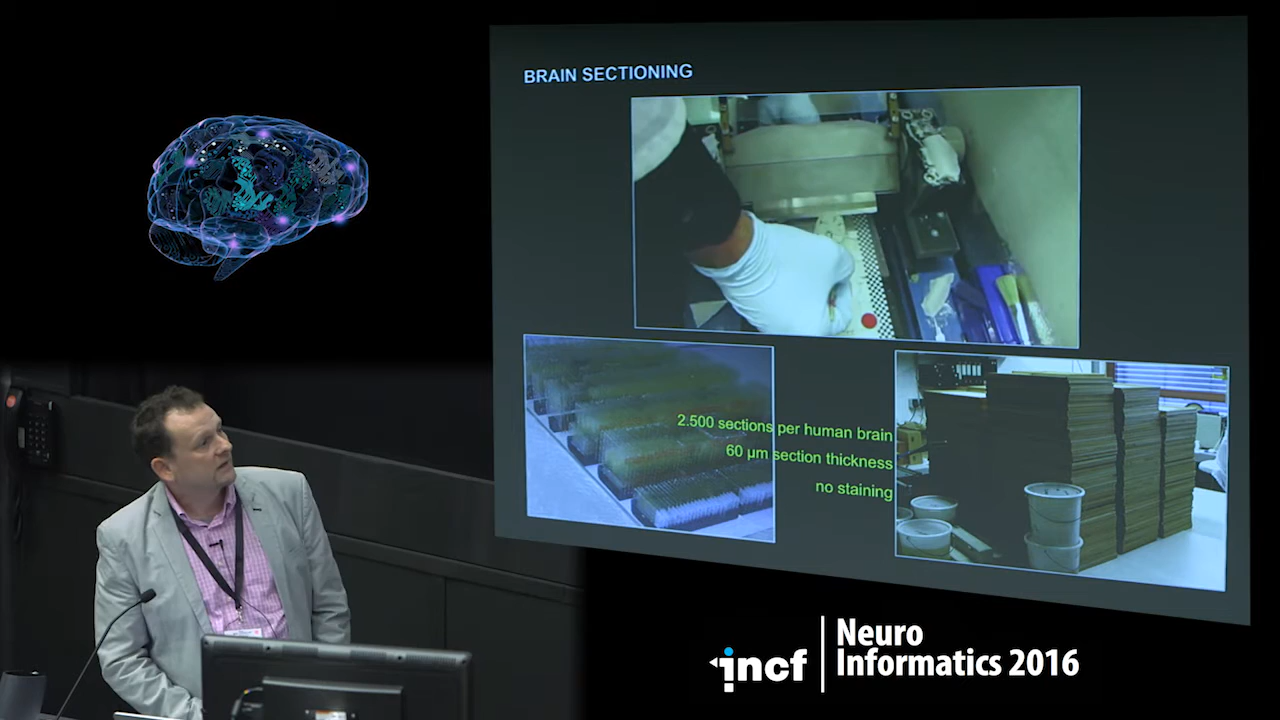 BRAIN SECTIONING
2.500 sections per human brain
60 µm section thickness
no staining
incf
Neuro
Informatics 2016